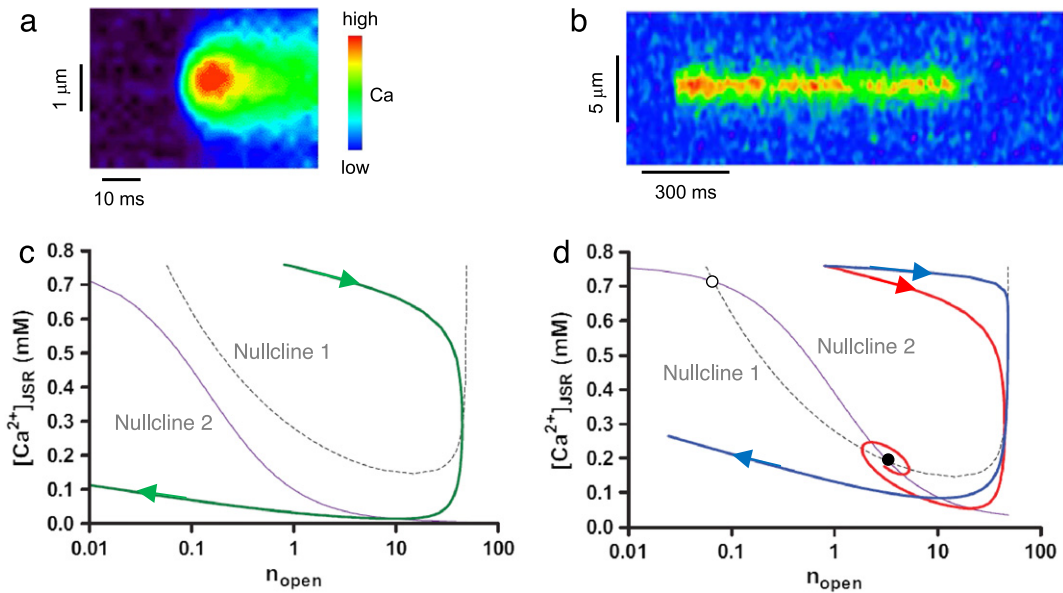 a
high
1 μm
Ca
low
10 ms
b
5 μm
300 ms
c
0.8
0.7
0.6
0.5
0.4
0.3
0.2
0.1
0.0
[Ca²⁺]JSR (mM)
Nullcline 1
Nullcline 2
0.01
0.1
1
10
100
nopen
d
0.8
0.7
0.6
0.5
0.4
0.3
0.2
0.1
0.0
[Ca²⁺]JSR (mM)
Nullcline 2
Nullcline 1
0.01
0.1
1
10
100
nopen